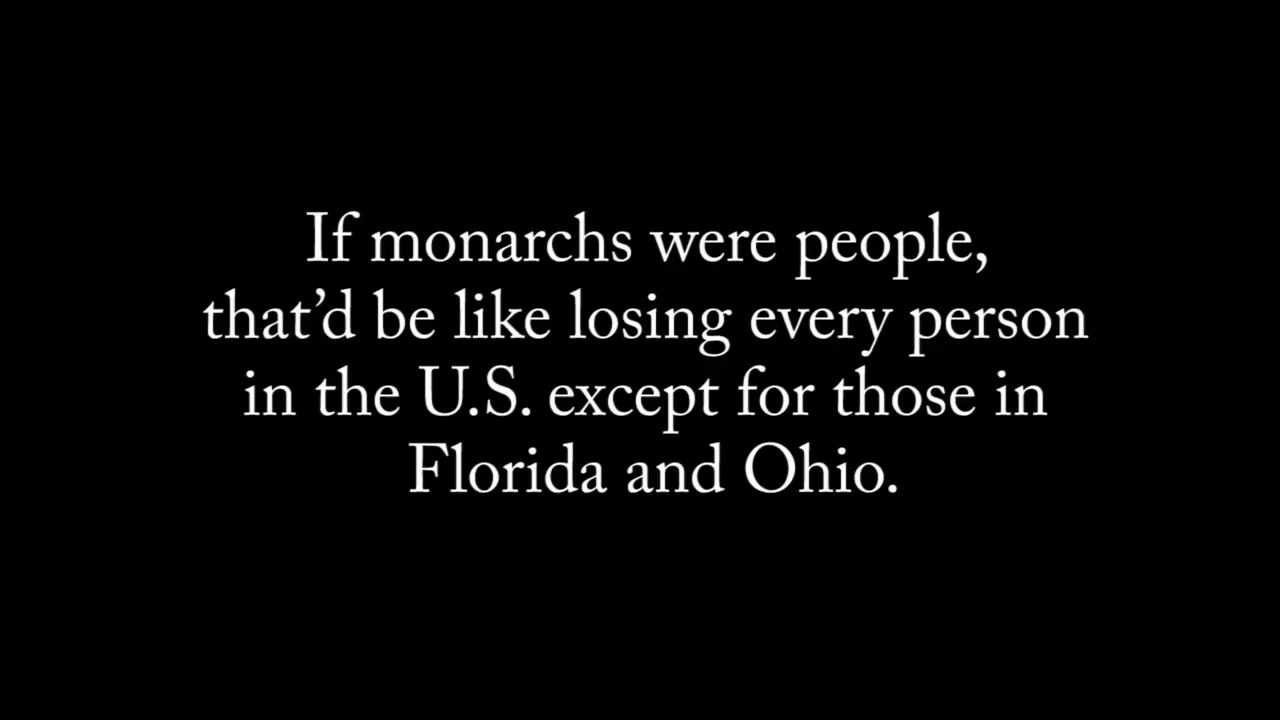 If monarchs were people,
that’d be like losing every person
in the U.S. except for those in
Florida and Ohio.